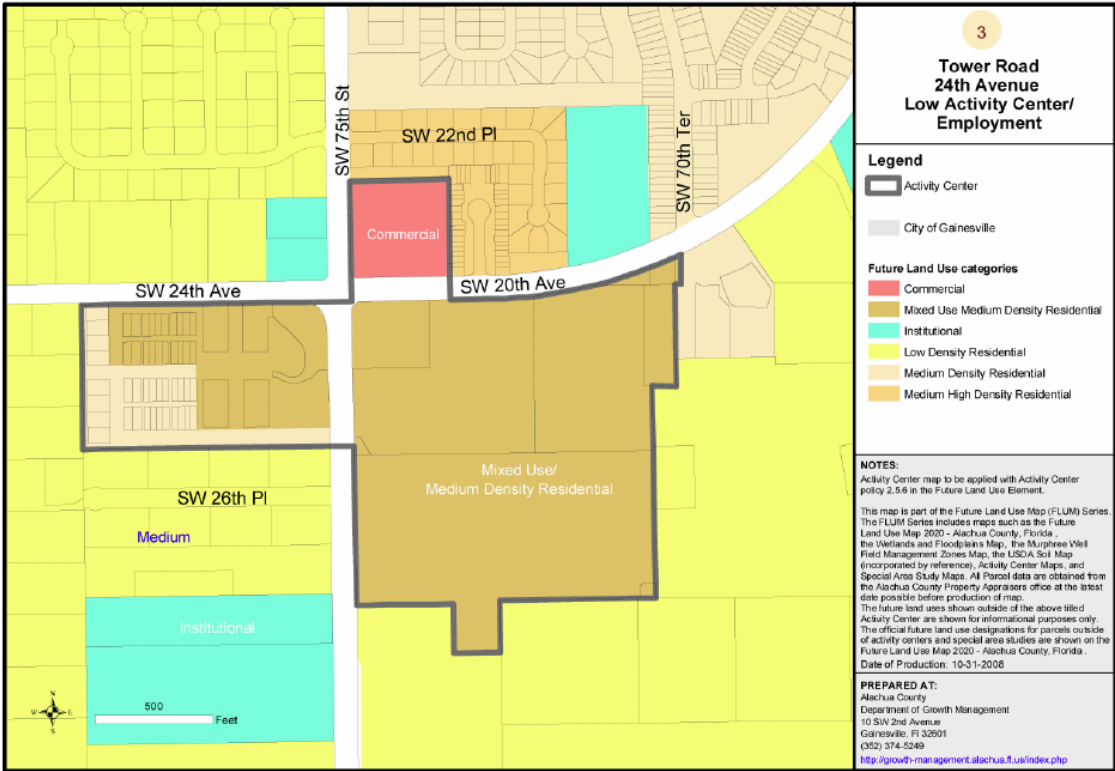 SW 75th St
SW 22nd Pl
SW 70th Ter
Commercial
SW 24th Ave
SW 20th Ave
Mixed Use/
Medium Density Residential
SW 26th Pl
Medium
Institutional
N
W
E
S
500
Feet
3
Tower Road
24th Avenue
Low Activity Center/
Employment
Legend
Activity Center
City of Gainesville
Future Land Use categories
Commercial
Mixed Use Medium Density Residential
Institutional
Low Density Residential
Medium Density Residential
Medium High Density Residential
NOTES:
Activity Center map to be applied with Activity Center
policy 2.5.6 in the Future Land Use Element.
This map is part of the Future Land Use Map (FLUM) Series.
The FLUM Series includes maps such as the Future
Land Use Map 2020 - Alachua County, Florida ,
the Wetlands and Floodplains Map, the Murphree Well
Field Management Zones Map, the USDA Soil Map
(incorporated by reference), Activity Center Maps, and
Special Area Study Maps. All Parcel data are obtained from
the Alachua County Property Appraisers office at the latest
date possible before production of map.
The future land uses shown outside of the above titled
Activity Center are shown for informational purposes only.
The official future land use designations for parcels outside
of activity centers and special area studies are shown on the
Future Land Use Map 2020 - Alachua County, Florida .
Date of Production: 10-31-2008
PREPARED AT:
Alachua County
Department of Growth Management
10 SW 2nd Avenue
Gainesville, Fl 32601
(352) 374-5249
http://growth-management.alachua.fl.us/index.php